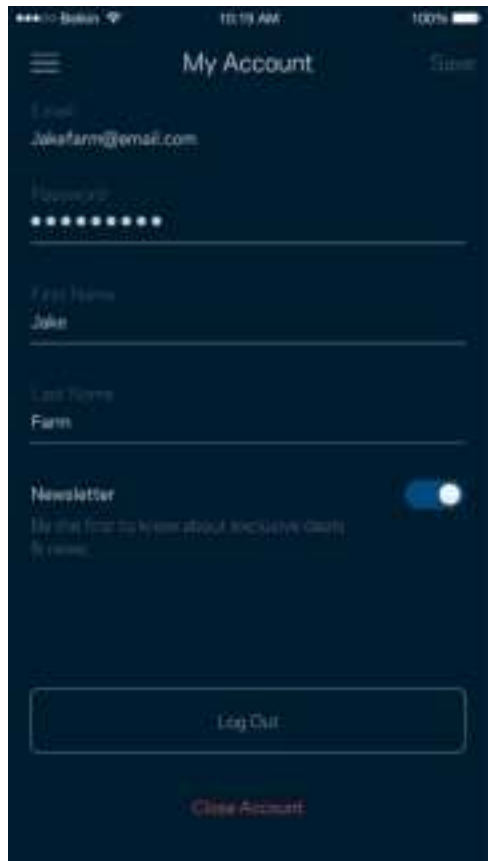 Belkin 10:19 AM 100%
My Account Save
Email
Jakefarm@email.com
Password
First Name
Jake
Last Name
Farm
Newsletter
Be the first to know about exclusive deals
& news.
Log Out
Close Account